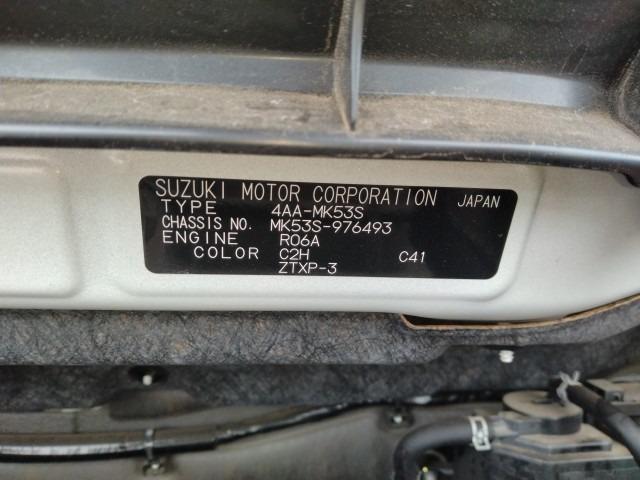 SUZUKI MOTOR CORPORATION JAPAN
TYPE 4AA-MK53S
CHASSIS NO. MK53S-976493
ENGINE R06A
COLOR C2H C41
ZTXP-3